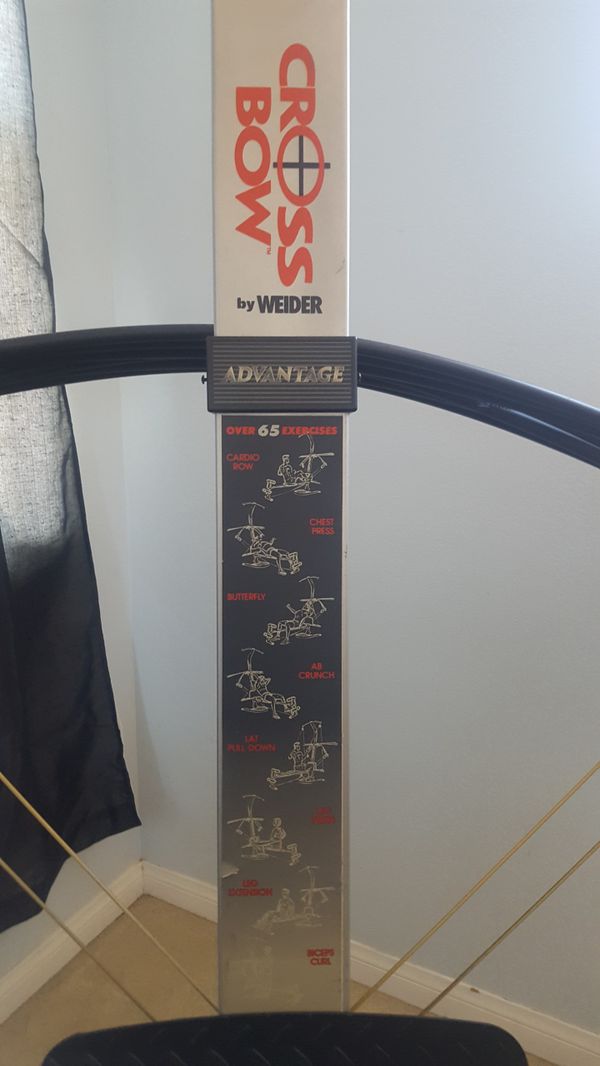 CROSS
BOW™
by WEIDER
ADVANTAGE
OVER 65 EXERCISES
CARDIO
ROW
CHEST
PRESS
BUTTERFLY
AB
CRUNCH
LAT
PULL DOWN
LEG
EXTENSION
BICEPS
CURL